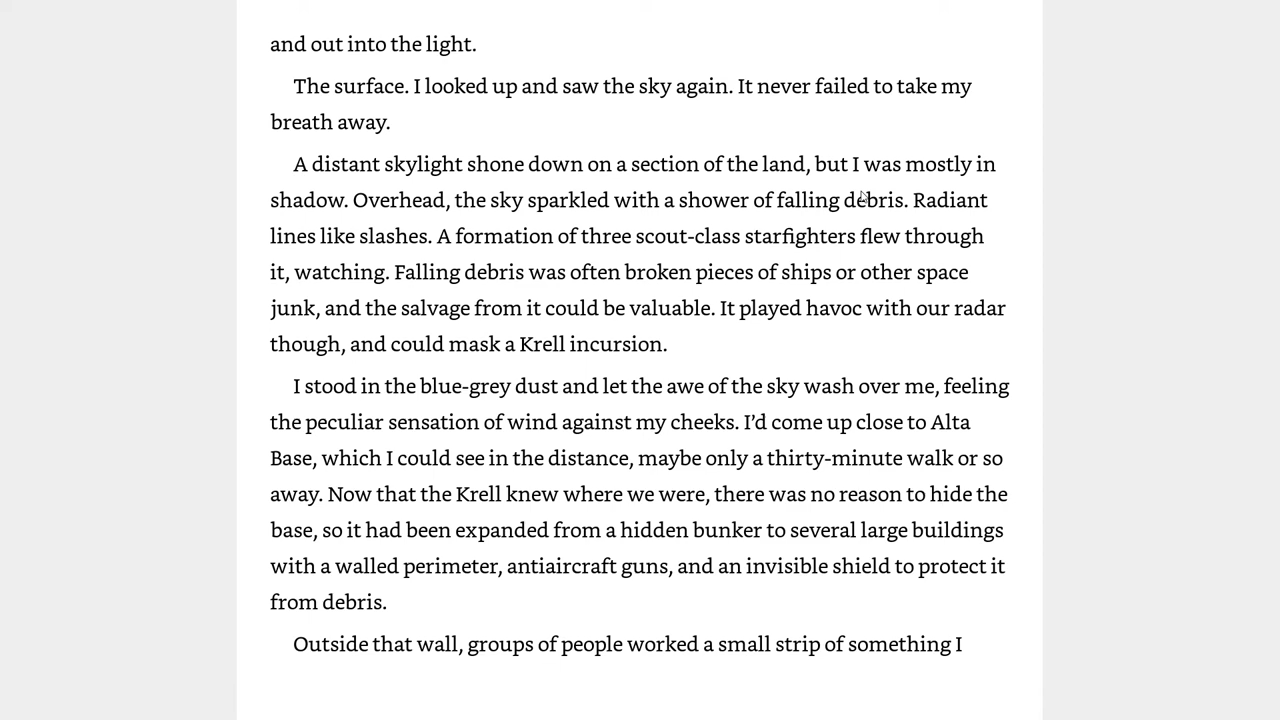 and out into the light.
The surface. I looked up and saw the sky again. It never failed to take my
breath away.
A distant skylight shone down on a section of the land, but I was mostly in
shadow. Overhead, the sky sparkled with a shower of falling debris. Radiant
lines like slashes. A formation of three scout-class starfighters flew through
it, watching. Falling debris was often broken pieces of ships or other space
junk, and the salvage from it could be valuable. It played havoc with our radar
though, and could mask a Krell incursion.
I stood in the blue-grey dust and let the awe of the sky wash over me, feeling
the peculiar sensation of wind against my cheeks. I’d come up close to Alta
Base, which I could see in the distance, maybe only a thirty-minute walk or so
away. Now that the Krell knew where we were, there was no reason to hide the
base, so it had been expanded from a hidden bunker to several large buildings
with a walled perimeter, antiaircraft guns, and an invisible shield to protect it
from debris.
Outside that wall, groups of people worked a small strip of something I